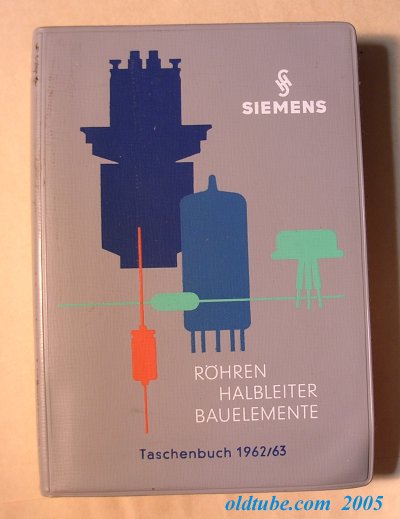 SIEMENS
RÖHREN
HALBLEITER
BAUELEMENTE
Taschenbuch 1962/63
oldtube.com 2005